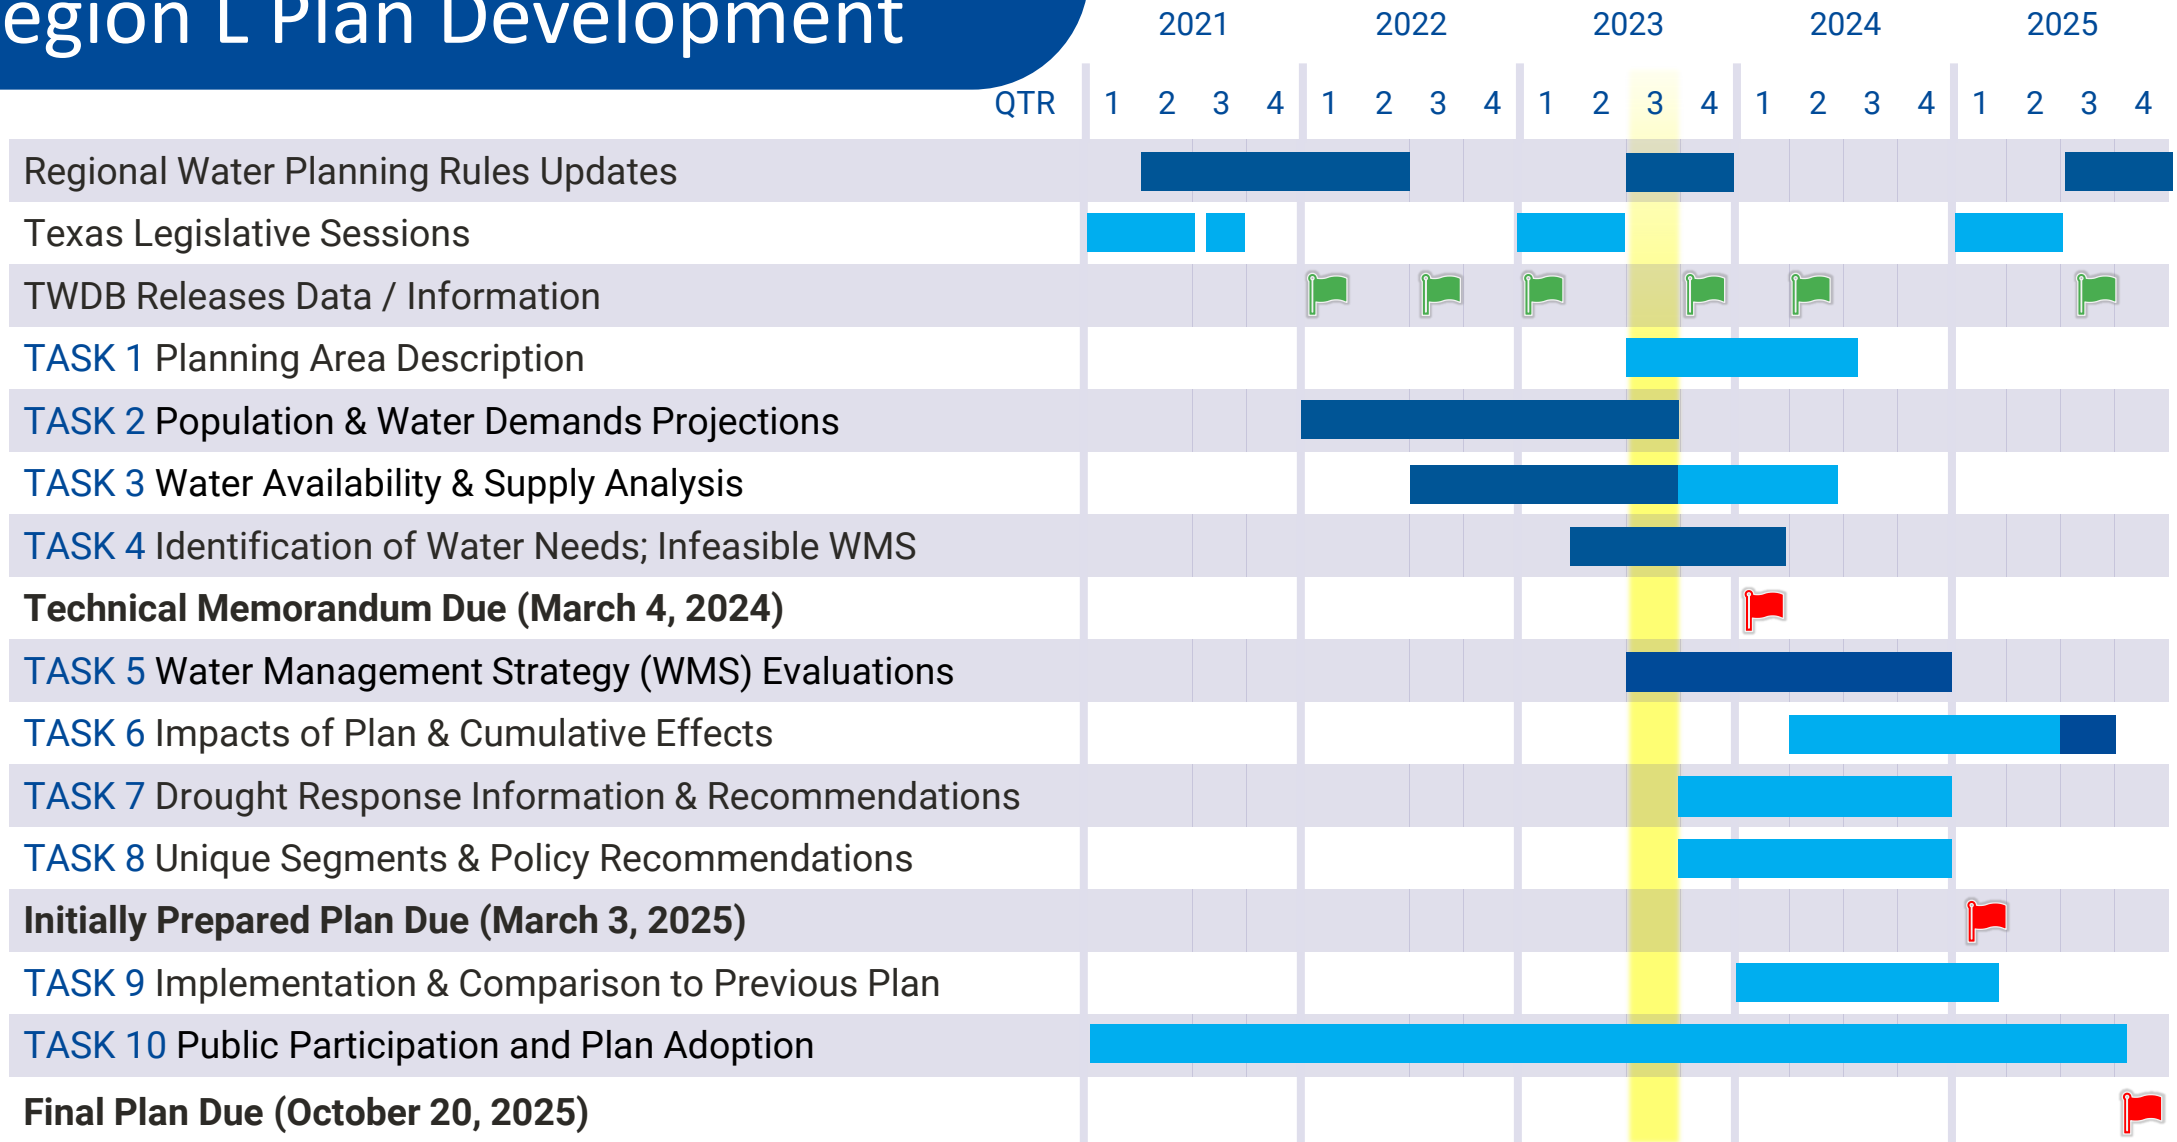 egion L Plan Development
2021 2022 2023 2024 2025
QTR 1 2 3 4 1 2 3 4 1 2 3 4 1 2 3 4 1 2 3 4
Regional Water Planning Rules Updates
Texas Legislative Sessions
TWDB Releases Data / Information
TASK 1 Planning Area Description
TASK 2 Population & Water Demands Projections
TASK 3 Water Availability & Supply Analysis
TASK 4 Identification of Water Needs; Infeasible WMS
Technical Memorandum Due (March 4, 2024)
TASK 5 Water Management Strategy (WMS) Evaluations
TASK 6 Impacts of Plan & Cumulative Effects
TASK 7 Drought Response Information & Recommendations
TASK 8 Unique Segments & Policy Recommendations
Initially Prepared Plan Due (March 3, 2025)
TASK 9 Implementation & Comparison to Previous Plan
TASK 10 Public Participation and Plan Adoption
Final Plan Due (October 20, 2025)